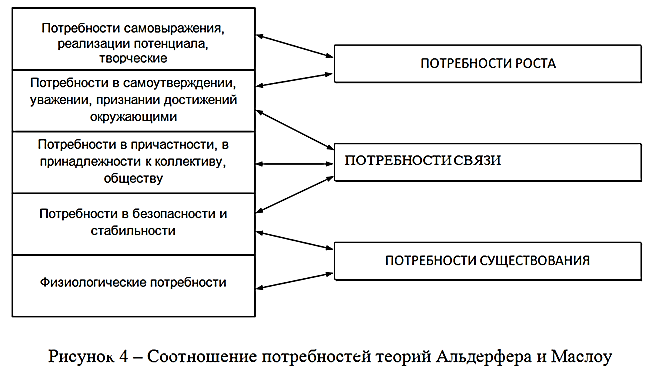 Потребности самовыражения,
реализации потенциала,
творческие
Потребности в самоутверждении,
уважении, признании достижений
окружающими
Потребности в причастности, в
принадлежности к коллективу,
обществу
Потребности в безопасности и
стабильности
Физиологические потребности
ПОТРЕБНОСТИ РОСТА
ПОТРЕБНОСТИ СВЯЗИ
ПОТРЕБНОСТИ СУЩЕСТВОВАНИЯ
Рисунок 4 – Соотношение потребностей теорий Альдерфера и Маслоу